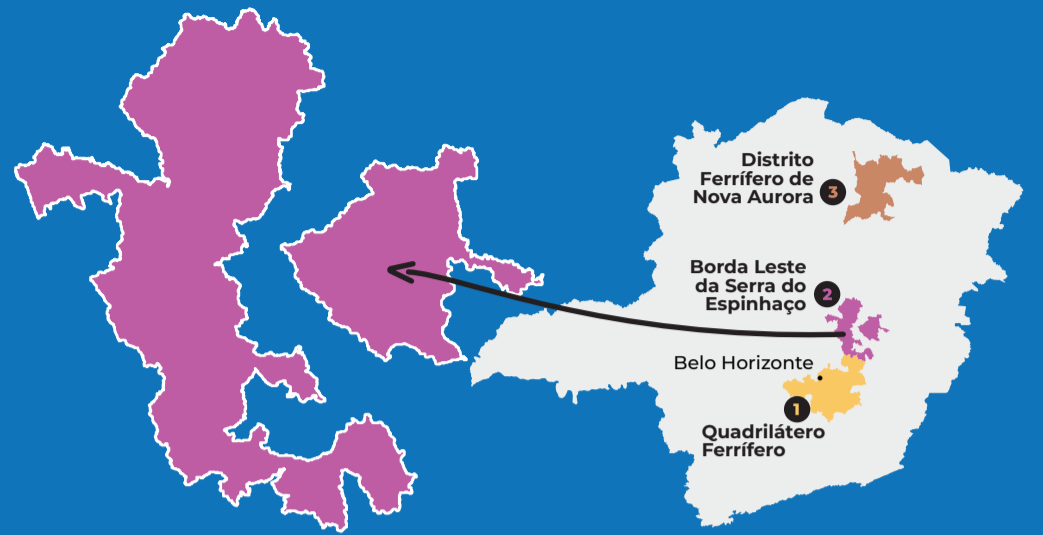 Distrito
Ferrífero de
Nova Aurora
3
Borda Leste
da Serra do
Espinhaço
2
Belo Horizonte
1
Quadrilátero
Ferrífero